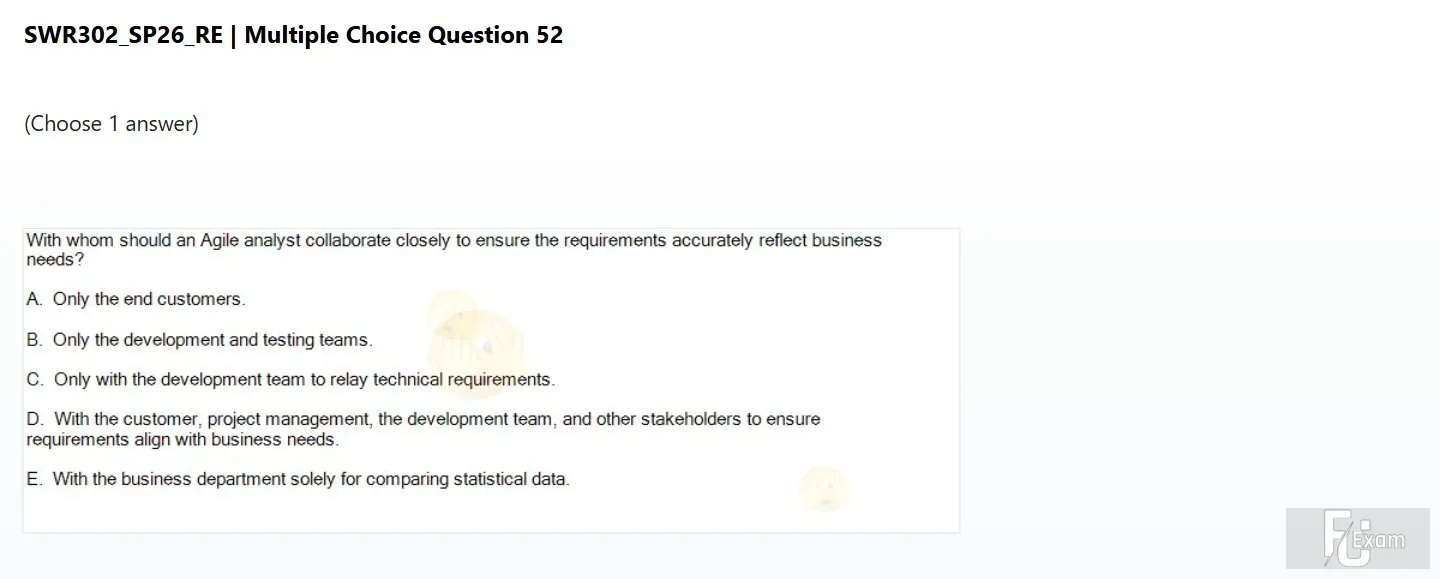 SWR302_SP26_RE | Multiple Choice Question 52
(Choose 1 answer)
With whom should an Agile analyst collaborate closely to ensure the requirements accurately reflect business
needs?
A. Only the end customers.
B. Only the development and testing teams.
C. Only with the development team to relay technical requirements.
D. With the customer, project management, the development team, and other stakeholders to ensure
requirements align with business needs.
E. With the business department solely for comparing statistical data.
FU Exam